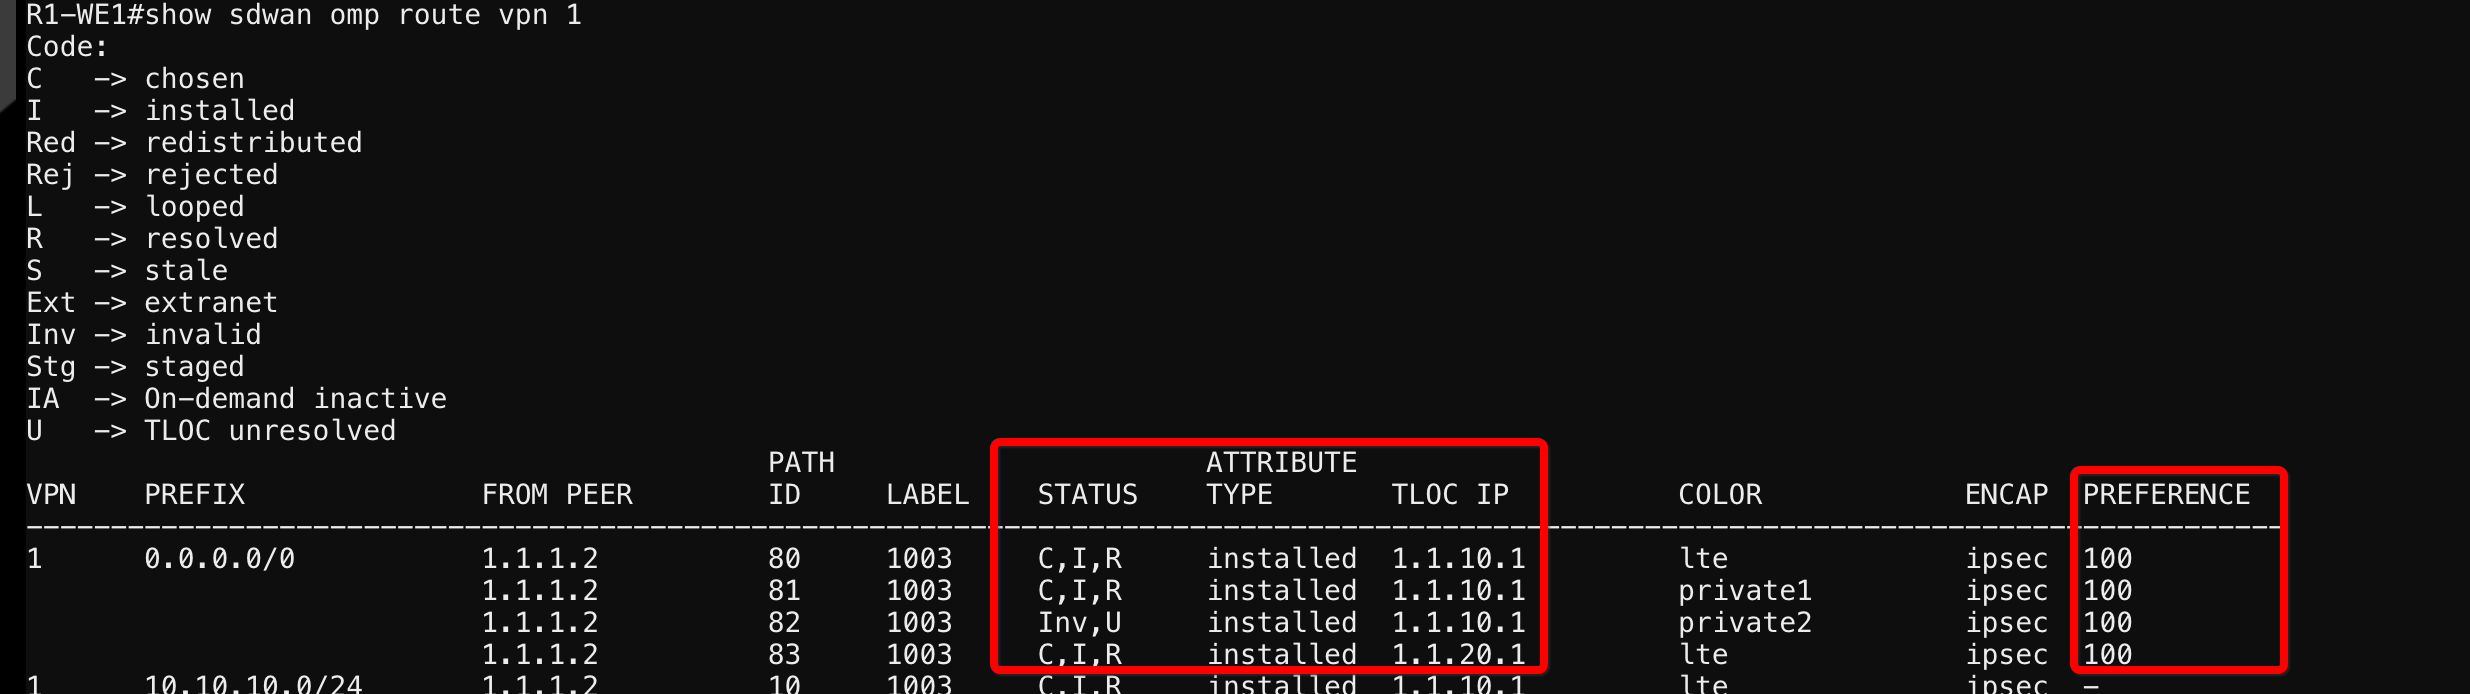 R1-WE1#show sdwan omp route vpn 1
Code:
C   -> chosen
I   -> installed
Red -> redistributed
Rej -> rejected
L   -> looped
R   -> resolved
S   -> stale
Ext -> extranet
Inv -> invalid
Stg -> staged
IA  -> On-demand inactive
U   -> TLOC unresolved
PATH ATTRIBUTE
VPN PREFIX FROM PEER ID LABEL STATUS TYPE TLOC IP COLOR ENCAP PREFERENCE
1 0.0.0.0/0 1.1.1.2 80 1003 C,I,R installed 1.1.10.1 lte ipsec 100
1.1.1.2 81 1003 C,I,R installed 1.1.10.1 private1 ipsec 100
1.1.1.2 82 1003 Inv,U installed 1.1.10.1 private2 ipsec 100
1.1.1.2 83 1003 C,I,R installed 1.1.20.1 lte ipsec 100
1 10.10.10.0/24 1.1.1.2 10 1003 C,I,R installed 1.1.10.1 lte ipsec -